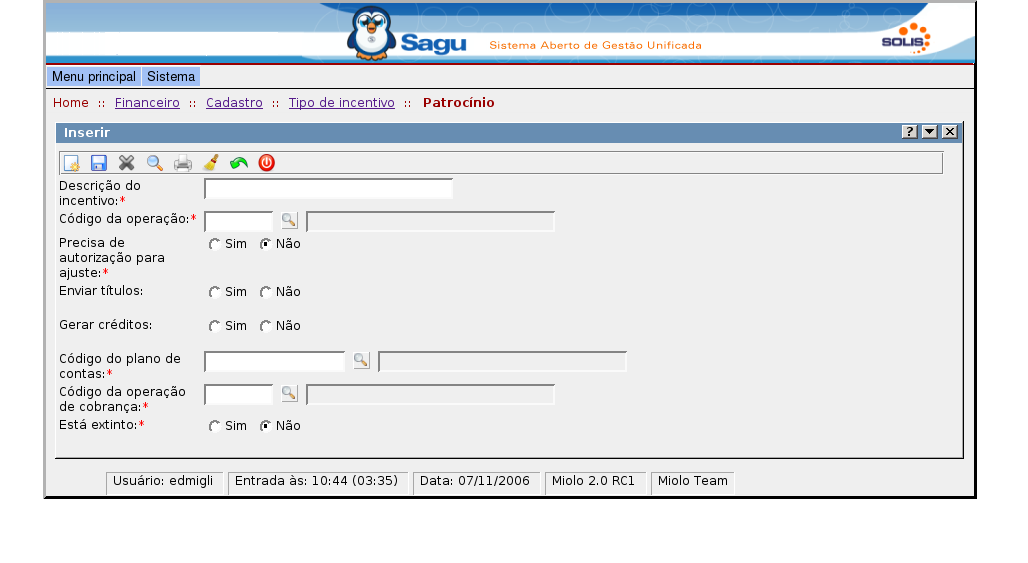 Sagu Sistema Aberto de Gestão Unificada SOLIS
Menu principal Sistema
Home :: Financeiro :: Cadastro :: Tipo de incentivo :: Patrocínio
Inserir
Descrição do
incentivo:*
Código da operação:*
Precisa de
autorização para
ajuste:*
Sim Não
Enviar títulos: Sim Não
Gerar créditos: Sim Não
Código do plano de
contas:*
Código da operação
de cobrança:*
Está extinto:* Sim Não
Usuário: edmigli Entrada às: 10:44 (03:35) Data: 07/11/2006 Miolo 2.0 RC1 Miolo Team